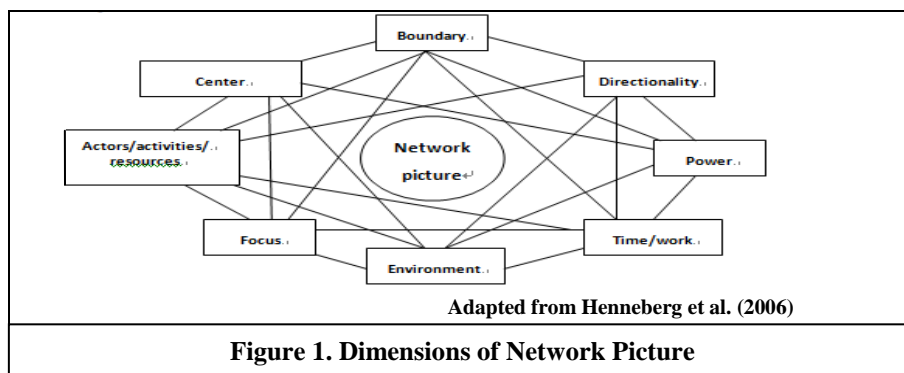 Boundary.
Center.
Directionality.
Actors/activities/.
resources.
Network
picture↵
Power.
Focus.
Time/work.
Environment.
Adapted from Henneberg et al. (2006)
Figure 1. Dimensions of Network Picture